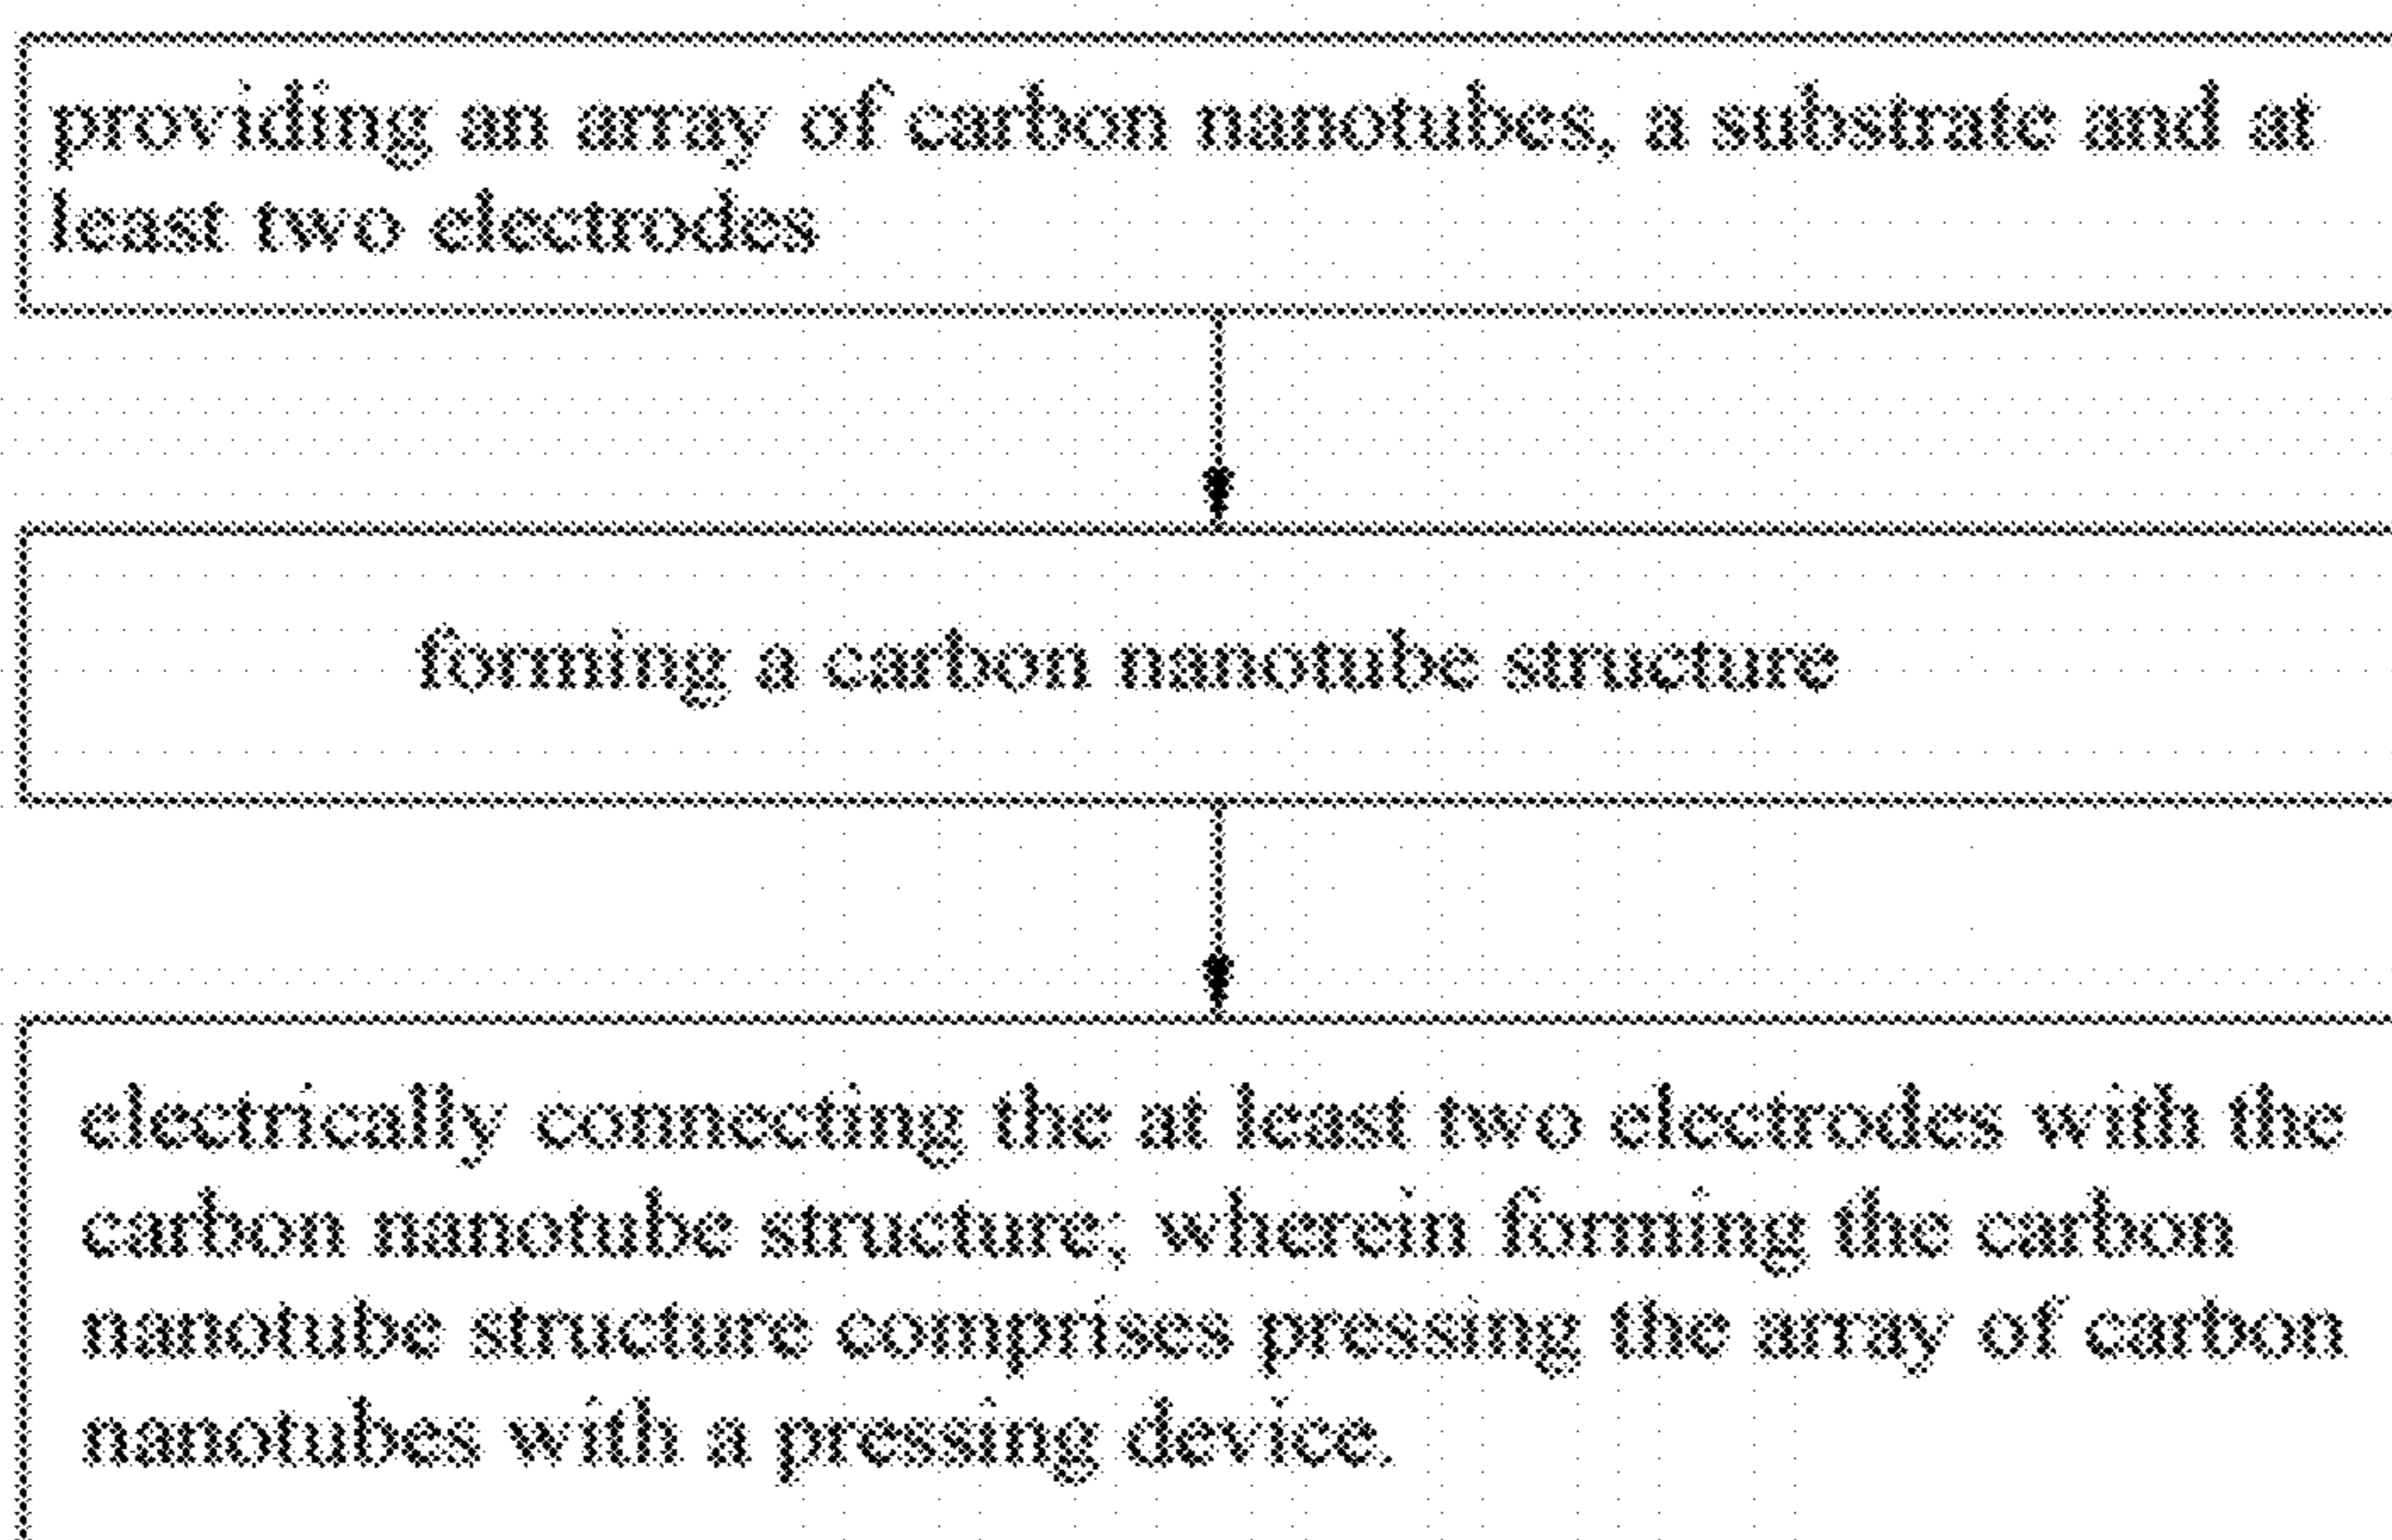 providing an array of carbon nanotubes, a substrate and at
least two electrodes
forming a carbon nanotube structure
electrically connecting the at least two electrodes with the
carbon nanotube structure; wherein forming the carbon
nanotube structure comprises pressing the array of carbon
nanotubes with a pressing device.